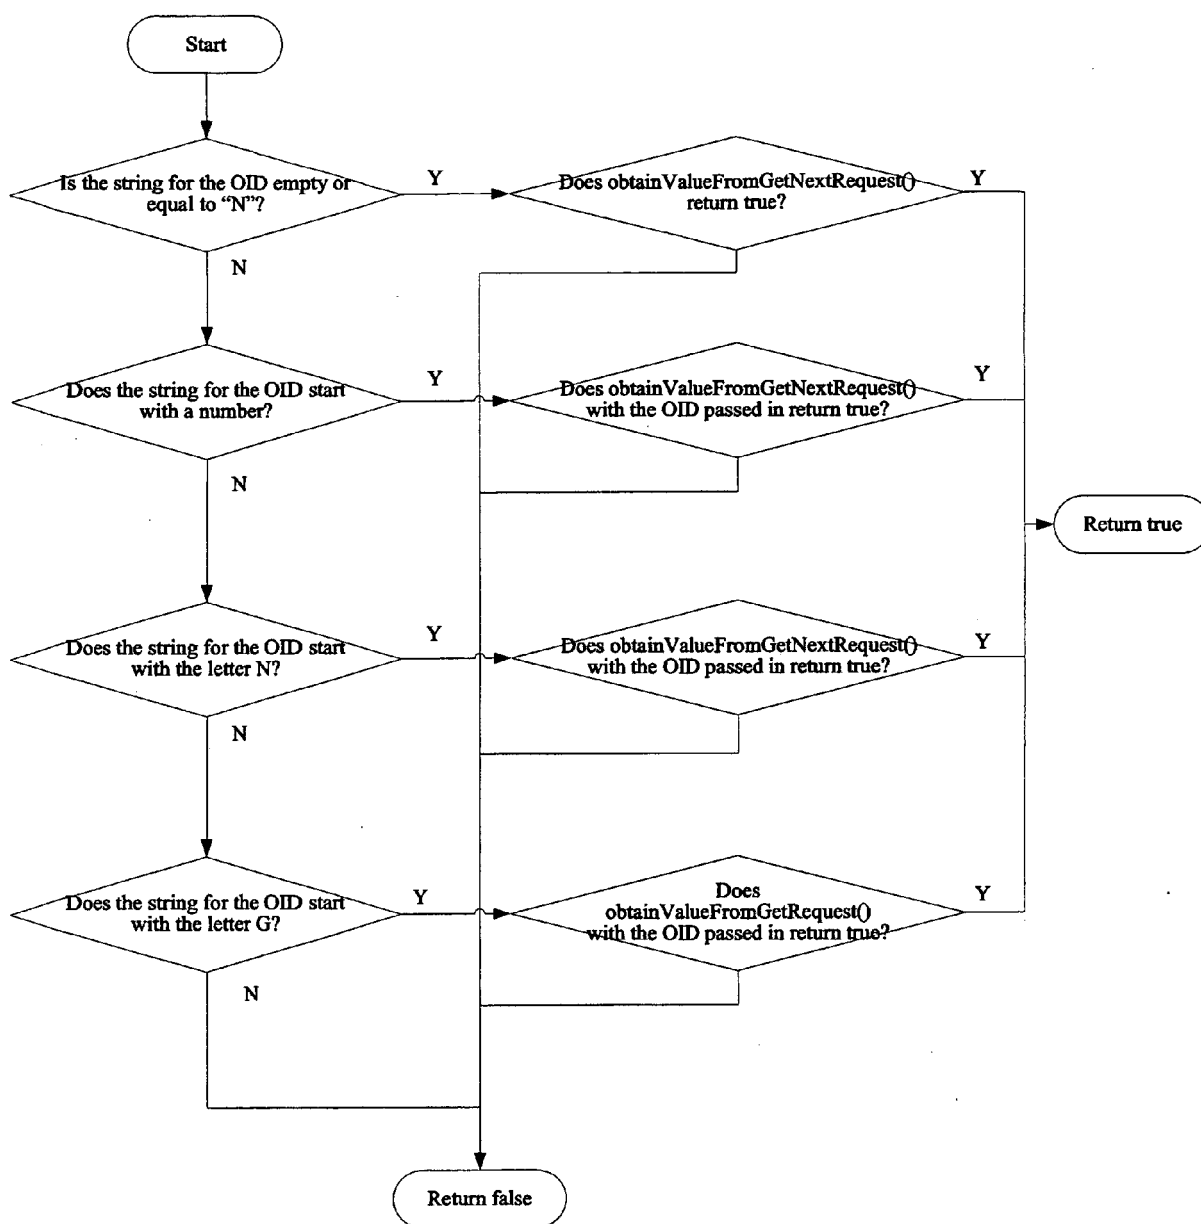 Start
Is the string for the OID empty or
equal to “N”?
Y
Does obtainValueFromGetNextRequest()
return true?
Y
N
Does the string for the OID start
with a number?
Y
Does obtainValueFromGetNextRequest()
with the OID passed in return true?
Y
N
Return true
Does the string for the OID start
with the letter N?
Y
Does obtainValueFromGetNextRequest()
with the OID passed in return true?
Y
N
Does the string for the OID start
with the letter G?
Y
Does
obtainValueFromGetRequest()
with the OID passed in return true?
Y
N
Return false